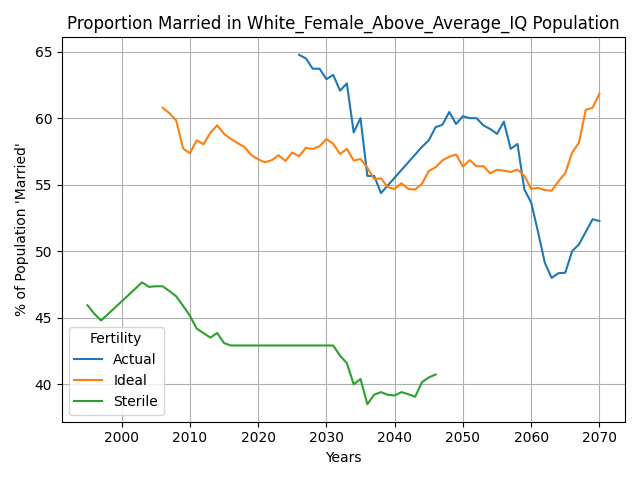 Proportion Married in White_Female_Above_Average_IQ Population
% of Population 'Married'
65
60
55
50
45
40
Fertility
Actual
Ideal
Sterile
2000 2010 2020 2030 2040 2050 2060 2070
Years